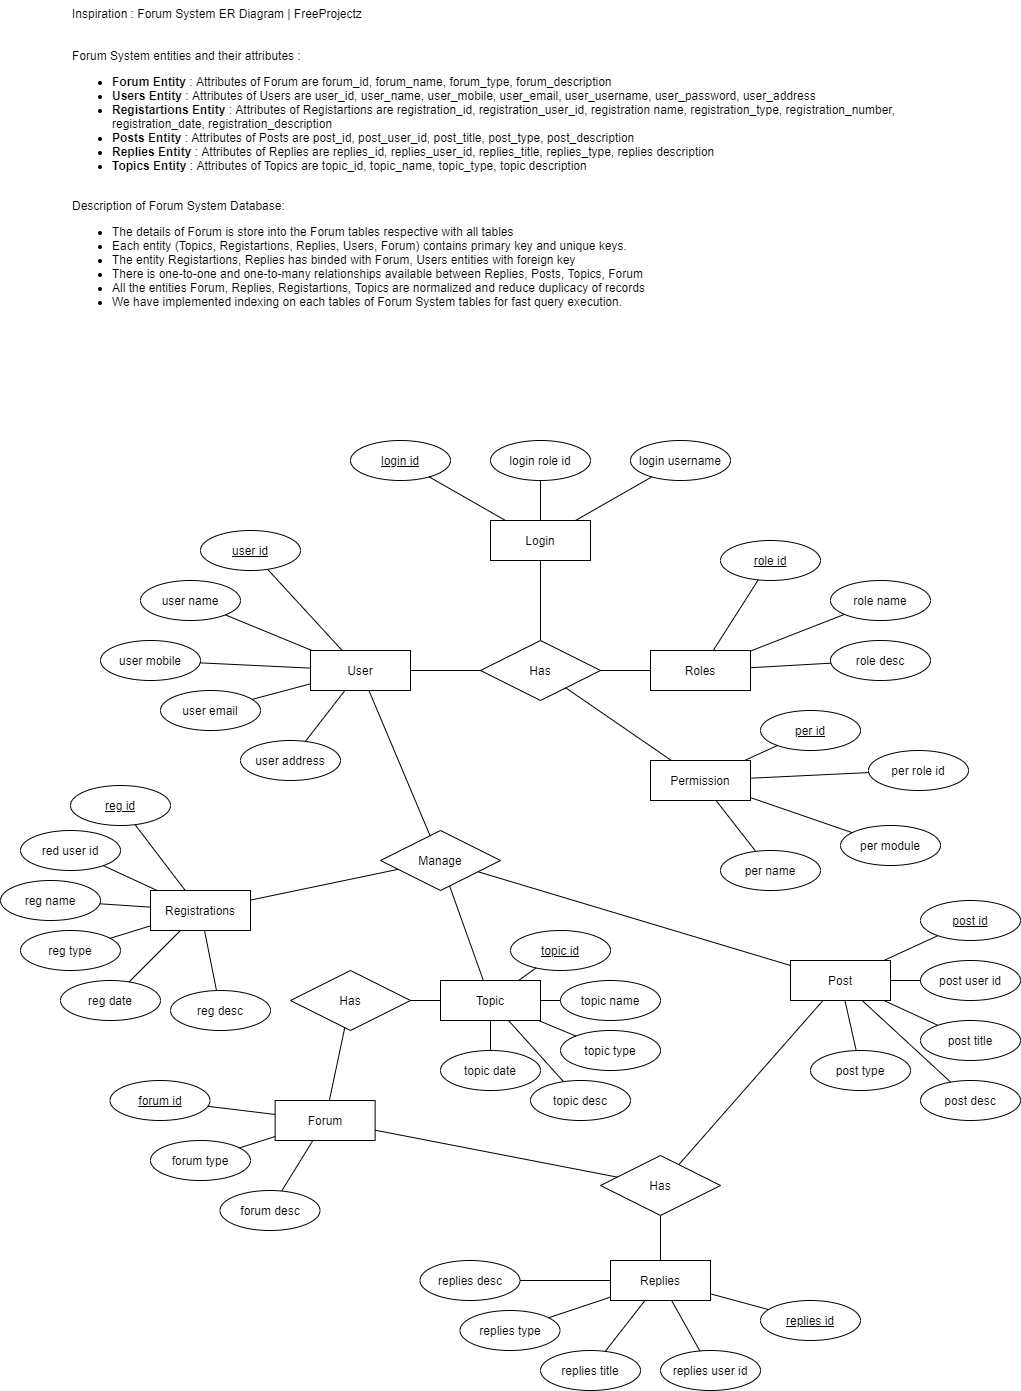 Inspiration : Forum System ER Diagram | FreeProjectz
Forum System entities and their attributes :
Forum Entity : Attributes of Forum are forum_id, forum_name, forum_type, forum_description
Users Entity : Attributes of Users are user_id, user_name, user_mobile, user_email, user_username, user_password, user_address
Registartions Entity : Attributes of Registartions are registration_id, registration_user_id, registration name, registration_type, registration_number,
registration_date, registration_description
Posts Entity : Attributes of Posts are post_id, post_user_id, post_title, post_type, post_description
Replies Entity : Attributes of Replies are replies_id, replies_user_id, replies_title, replies_type, replies description
Topics Entity : Attributes of Topics are topic_id, topic_name, topic_type, topic description
Description of Forum System Database:
The details of Forum is store into the Forum tables respective with all tables
Each entity (Topics, Registartions, Replies, Users, Forum) contains primary key and unique keys.
The entity Registartions, Replies has binded with Forum, Users entities with foreign key
There is one-to-one and one-to-many relationships available between Replies, Posts, Topics, Forum
All the entities Forum, Replies, Registartions, Topics are normalized and reduce duplicacy of records
We have implemented indexing on each tables of Forum System tables for fast query execution.
login id
login role id
login username
Login
user id
role id
user name
role name
user mobile
User
Has
Roles
role desc
user email
per id
user address
Permission
per role id
reg id
red user id
Manage
per module
per name
reg name
Registrations
post id
reg type
topic id
Post
post user id
reg date
reg desc
Has
Topic
topic name
post title
topic type
topic date
post type
forum id
topic desc
post desc
Forum
forum type
Has
forum desc
replies desc
Replies
replies type
replies id
replies title
replies user id